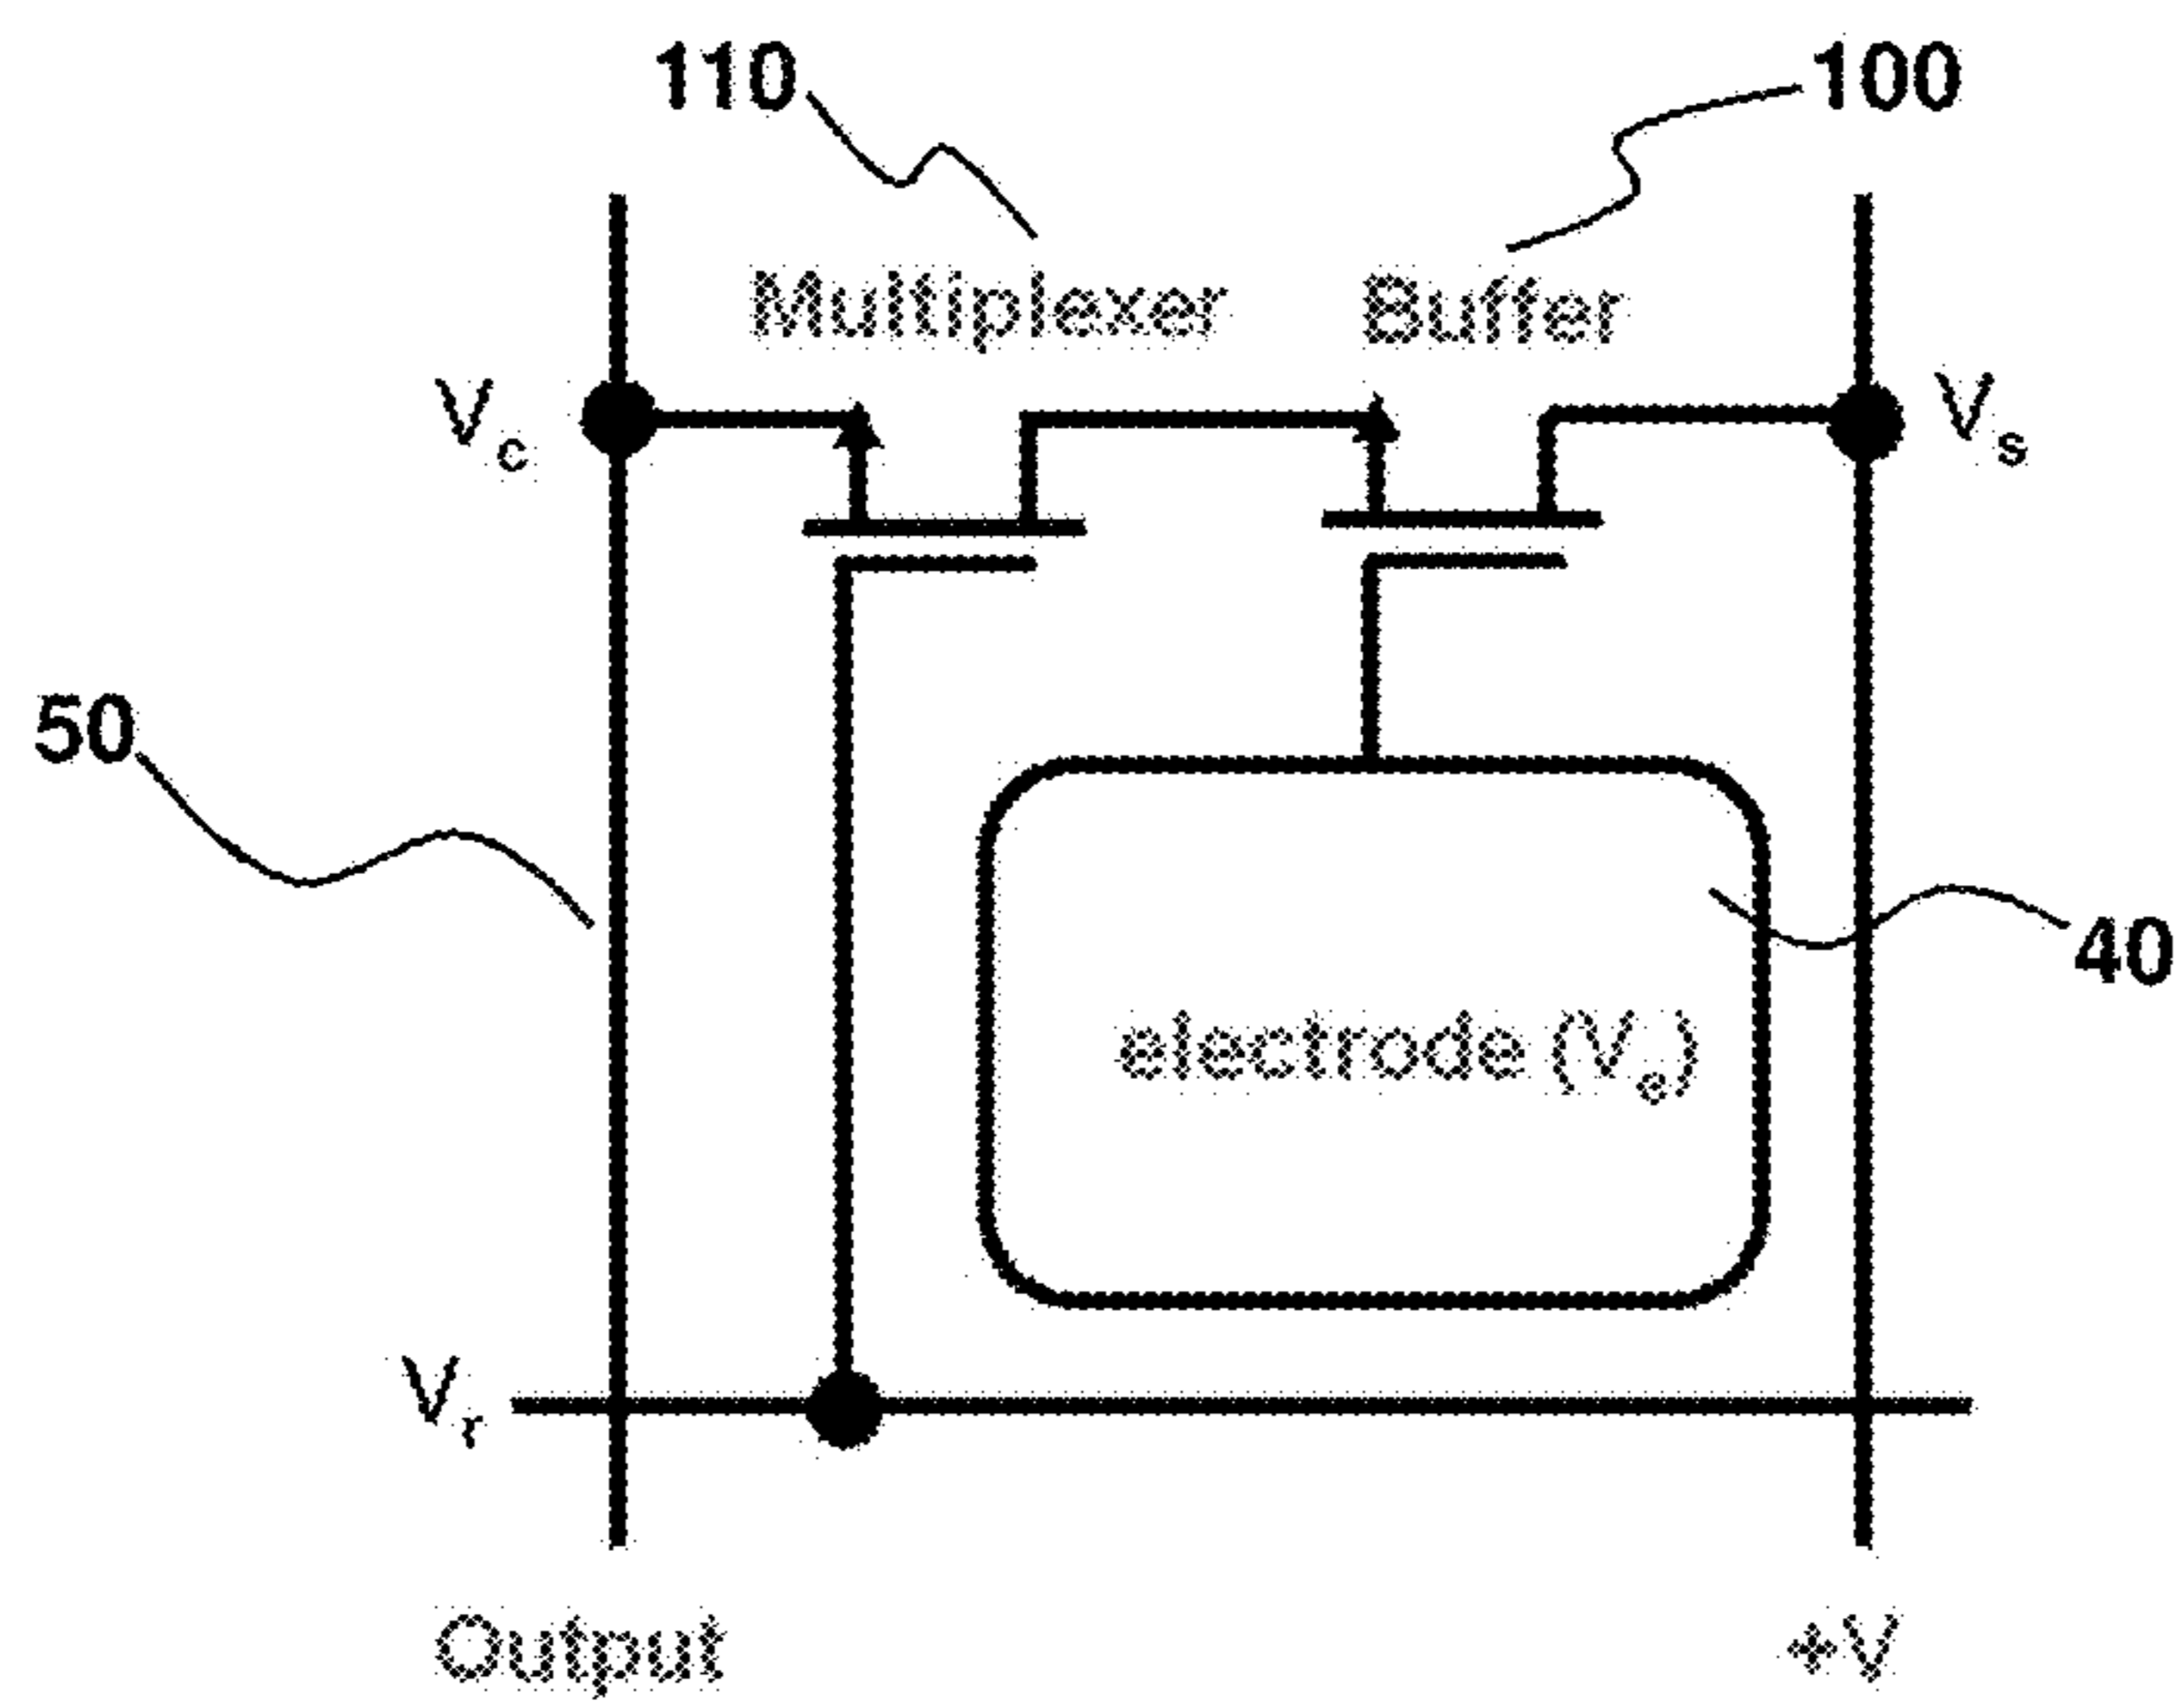 110
100
Multiplexer
Buffer
Vc
Vs
50
40
electrode (Ve)
Vr
Output
+V